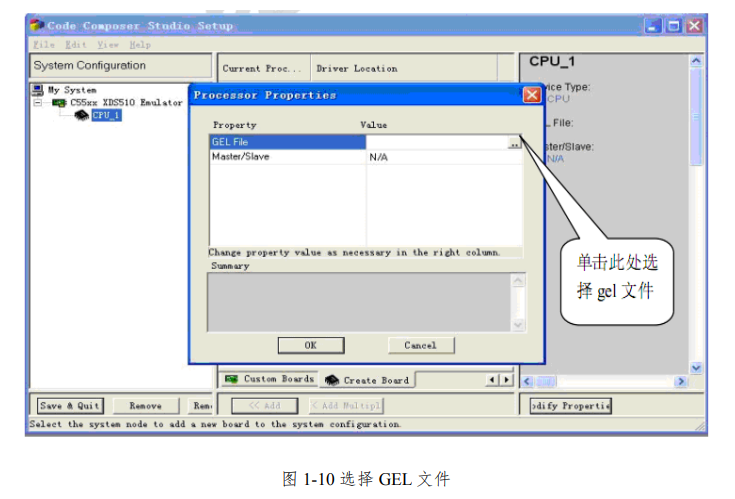 Code Composer Studio Setup
File Edit View Help
System Configuration
Current Proc... Driver Location
CPU_1
My System
C55xx XDS510 Emulator
CPU_1
Processor Properties
Property Value
GEL File ..
Master/Slave N/A
Change property value as necessary in the right column.
Summary
OK Cancel
vice Type:
CPU
File:
ster/Slave:
N/A
单击此处选
择 gel 文件
Custom Boards Create Board
Save & Quit Remove Rem << Add < Add Multipl odify Propertie
Select the system node to add a new board to the system configuration.
图 1-10 选择 GEL 文件